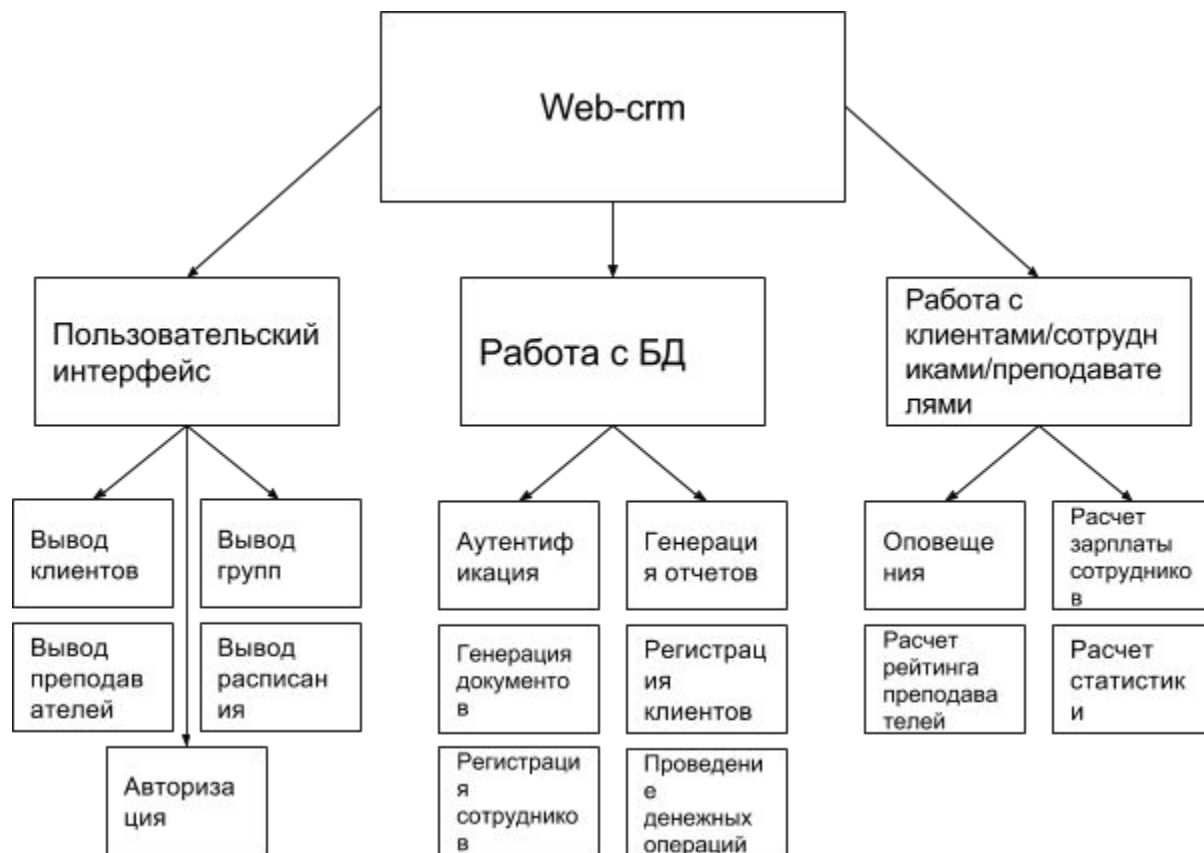 Web-crm
Пользовательский
интерфейс
Работа с БД
Работа с
клиентами/сотрудн
иками/преподавате
лями
Вывод
клиентов
Вывод
групп
Вывод
преподав
ателей
Вывод
расписан
ия
Авториза
ция
Аутентиф
икация
Генераци
я отчетов
Генерация
документо
в
Регистрац
ия
клиентов
Регистраци
я
сотруднико
в
Проведени
е
денежных
операций
Оповеще
ния
Расчет
зарплаты
сотруднико
в
Расчет
рейтинга
преподава
телей
Расчет
статистик
и